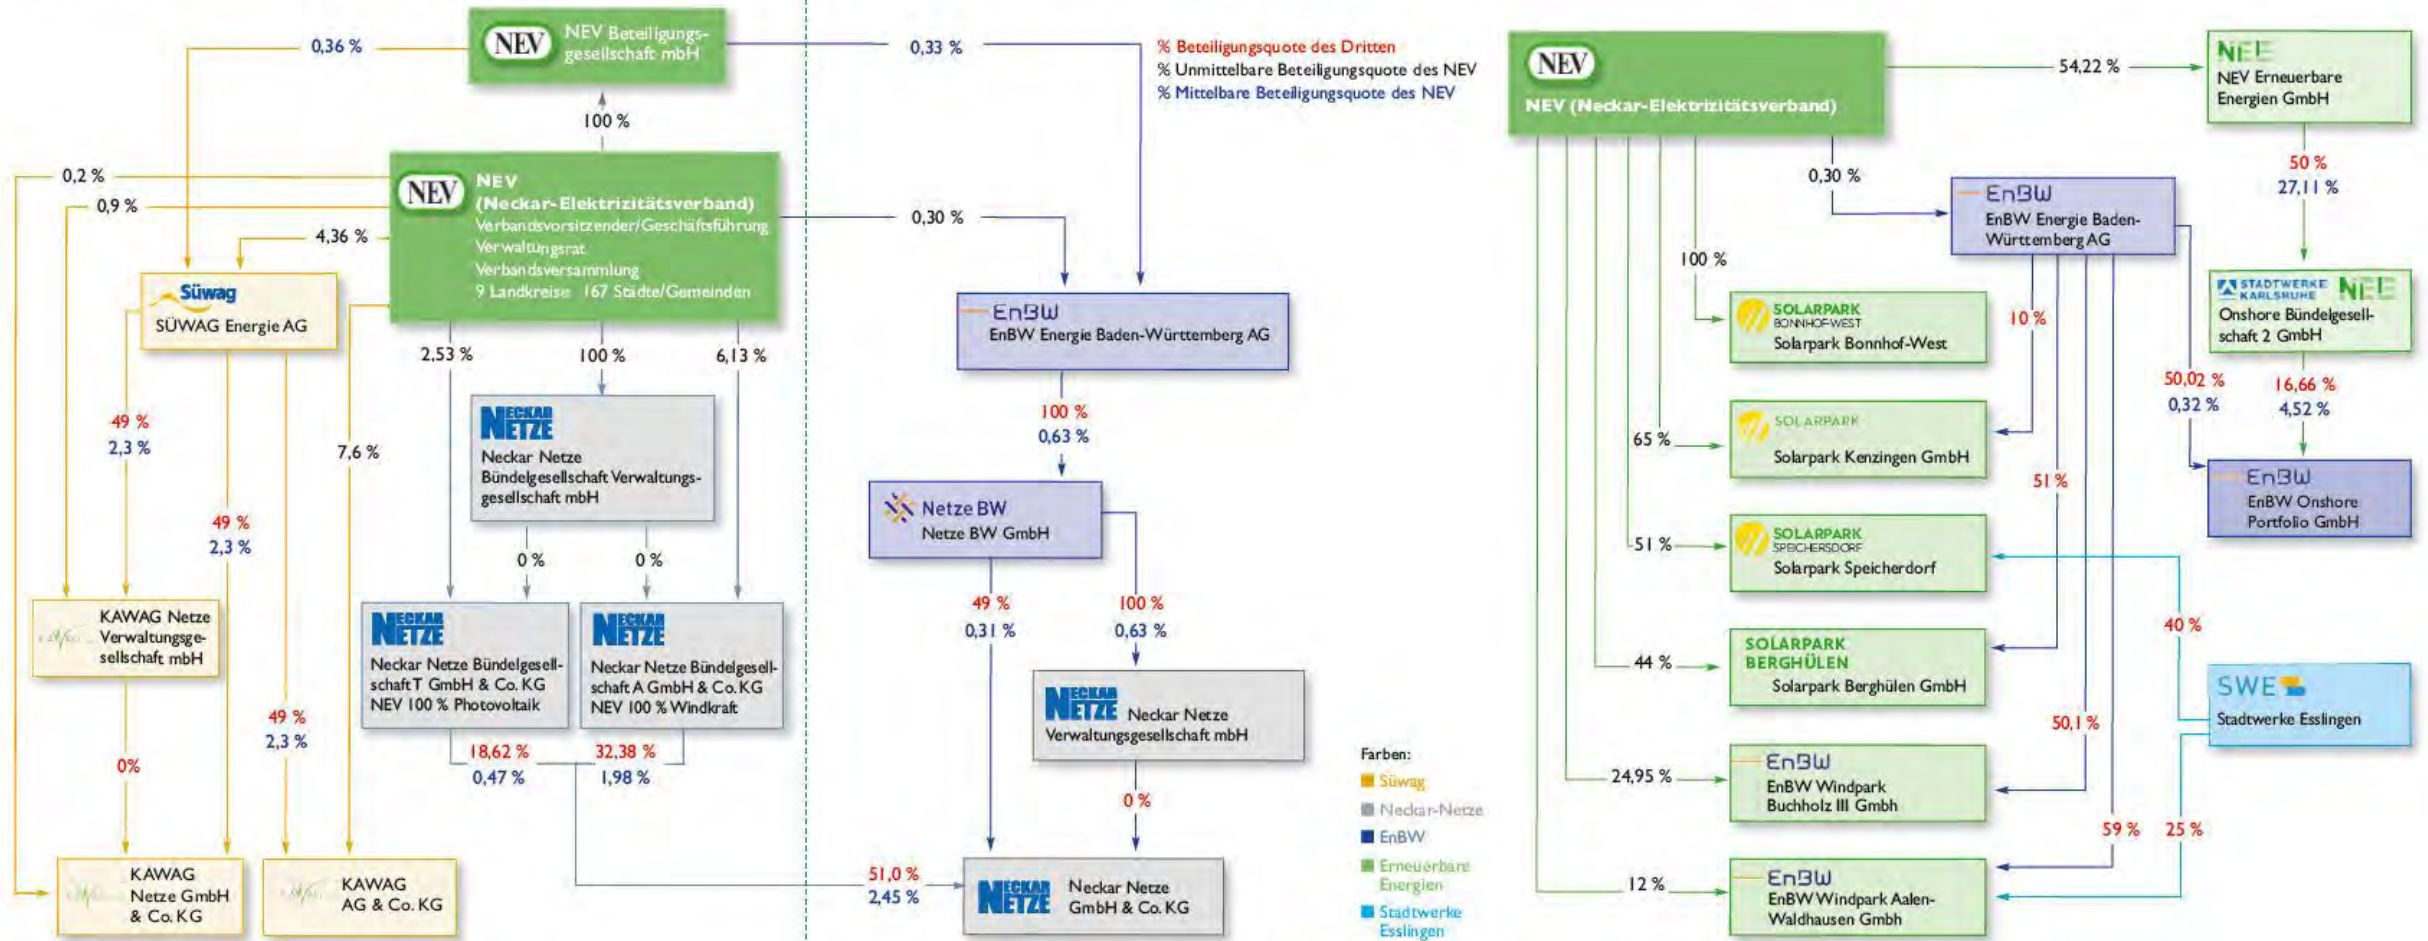 NEV
NEV Beteiligungs-
gesellschaft mbH
0,36 %
0,33 %
100 %
% Beteiligungsquote des Dritten
% Unmittelbare Beteiligungsquote des NEV
% Mittelbare Beteiligungsquote des NEV
0,2 %
0,9 %
4,36 %
NEV
NEV
(Neckar-Elektrizitätsverband)
Verbandsvorsitzender/Geschäftsführung
Verwaltungsrat
Verbandsversammlung
9 Landkreise 167 Städte/Gemeinden
0,30 %
Süwag
SÜWAG Energie AG
EnBW
EnBW Energie Baden-Württemberg AG
2,53 %
100 %
6,13 %
49 %
2,3 %
49 %
2,3 %
49 %
2,3 %
7,6 %
NECKAR
NETZE
Neckar Netze
Bündelgesellschaft Verwaltungs-
gesellschaft mbH
0 %
0 %
100 %
0,63 %
Netze BW
Netze BW GmbH
49 %
0,31 %
100 %
0,63 %
KAWAG Netze
Verwaltungsge-
sellschaft mbH
0%
NECKAR
NETZE
Neckar Netze Bündelgesell-
schaft T GmbH & Co. KG
NEV 100 % Photovoltaik
NECKAR
NETZE
Neckar Netze Bündelgesell-
schaft A GmbH & Co. KG
NEV 100 % Windkraft
18,62 %
0,47 %
32,38 %
1,98 %
NECKAR
NETZE
Neckar Netze
Verwaltungsgesellschaft mbH
0 %
51,0 %
2,45 %
KAWAG
Netze GmbH
& Co. KG
KAWAG
AG & Co. KG
NECKAR
NETZE
Neckar Netze
GmbH & Co. KG
Farben:
Süwag
Neckar-Netze
EnBW
Erneuerbare
Energien
Stadtwerke
Esslingen
NEV
NEV (Neckar-Elektrizitätsverband)
54,22 %
NEE
NEV Erneuerbare
Energien GmbH
50 %
27,11 %
0,30 %
EnBW
EnBW Energie Baden-
Württemberg AG
STADTWERKE
KARLSRUHE
NEE
Onshore Bündelgesell-
schaft 2 GmbH
50,02 %
0,32 %
16,66 %
4,52 %
EnBW
EnBW Onshore
Portfolio GmbH
100 %
SOLARPARK
BONNHOF-WEST
Solarpark Bonnhof-West
10 %
65 %
SOLARPARK
Solarpark Kenzingen GmbH
51 %
51 %
SOLARPARK
SPEICHERSDORF
Solarpark Speicherdorf
40 %
44 %
SOLARPARK
BERGHÜLEN
Solarpark Berghülen GmbH
SWE
Stadtwerke Esslingen
50,1 %
24,95 %
EnBW
EnBW Windpark
Buchholz III Gmbh
59 %
25 %
12 %
EnBW
EnBW Windpark Aalen-
Waldhausen Gmbh